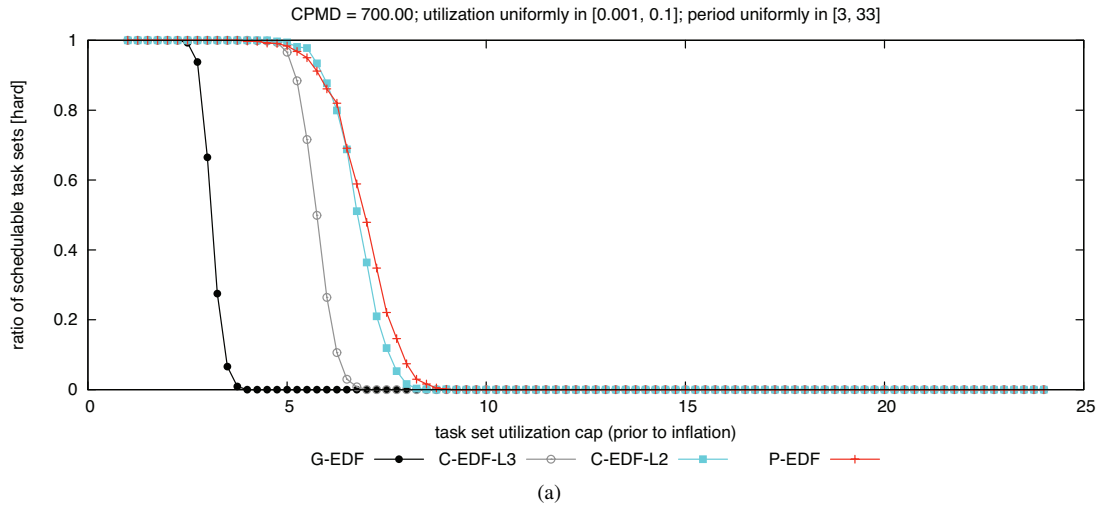 CPMD = 700.00; utilization uniformly in [0.001, 0.1]; period uniformly in [3, 33]
1
0.8
0.6
0.4
0.2
0
ratio of schedulable task sets [hard]
0 5 10 15 20 25
task set utilization cap (prior to inflation)
G-EDF C-EDF-L3 C-EDF-L2 P-EDF
(a)